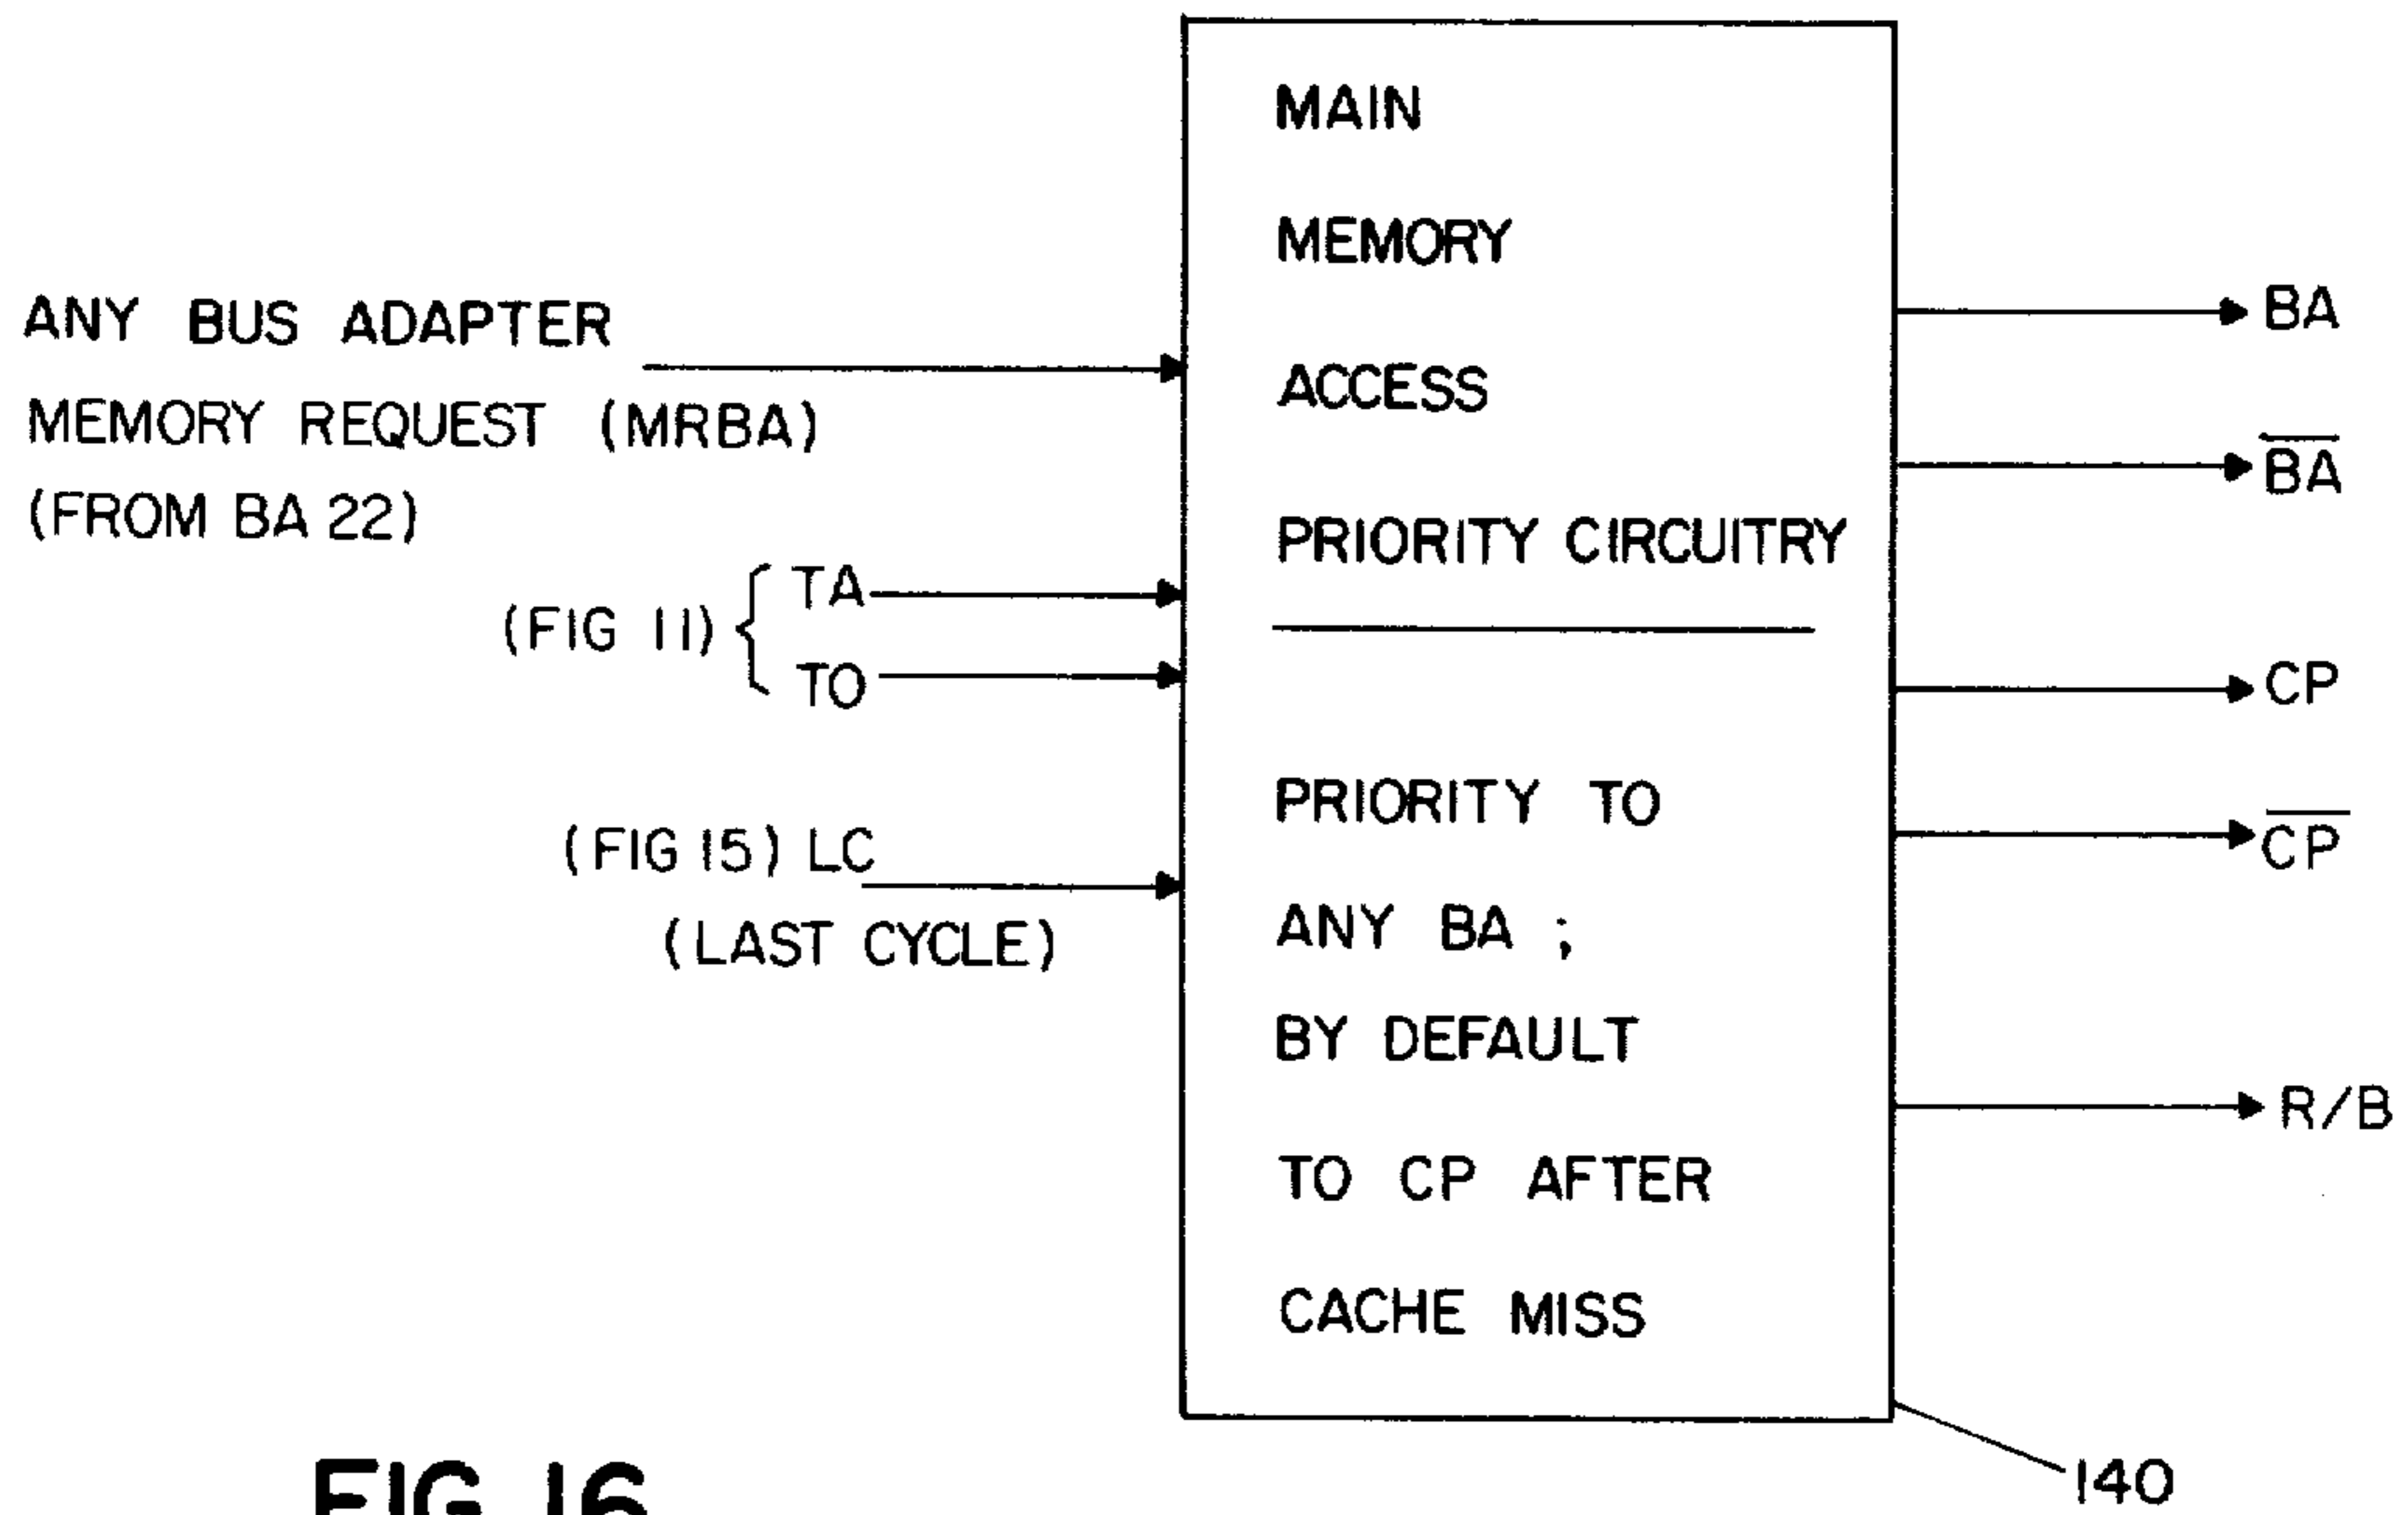 ANY BUS ADAPTER
MEMORY REQUEST (MRBA)
(FROM BA 22)
(FIG 11) { TA
TO
(FIG 15) LC
(LAST CYCLE)
MAIN
MEMORY
ACCESS
PRIORITY CIRCUITRY
PRIORITY TO
ANY BA ;
BY DEFAULT
TO CP AFTER
CACHE MISS
BA
B̅A̅
CP
C̅P̅
R/B
140
FIG 16